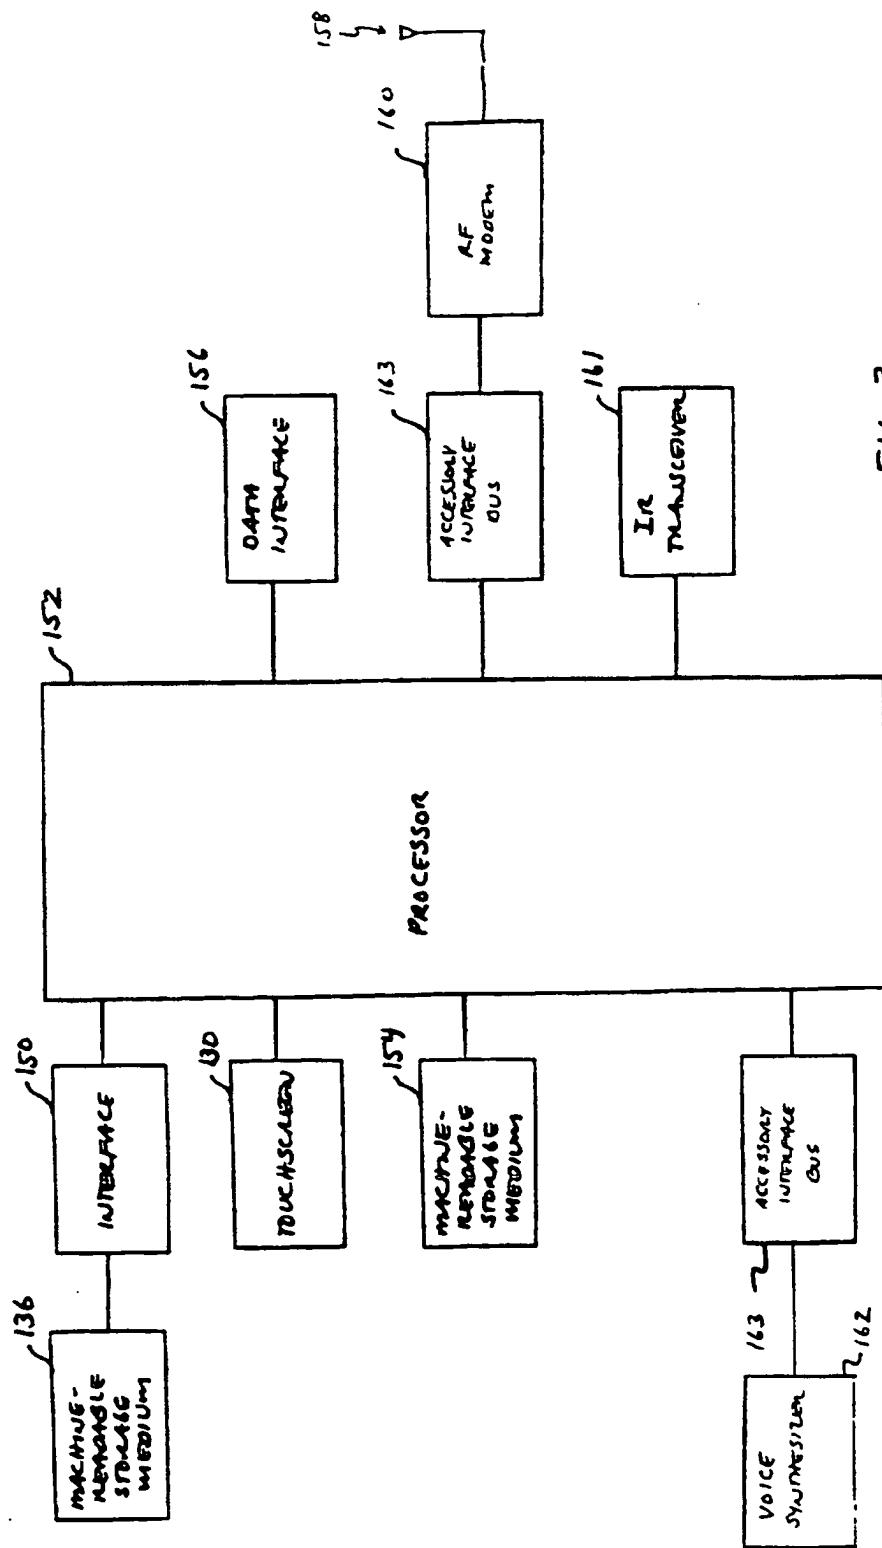 136
MACHINE-
READABLE
STORAGE
MEDIUM
150
INTERFACE
130
TOUCHSCREEN
154
MACHINE-
READABLE
STORAGE
MEDIUM
163
ACCESSORY
INTERFACE
BUS
162
VOICE
SYNTHESIZER
152
PROCESSOR
156
DATA
INTERFACE
163
ACCESSORY
INTERFACE
BUS
160
RF
MODEM
158
161
IR
TRANSCEIVER